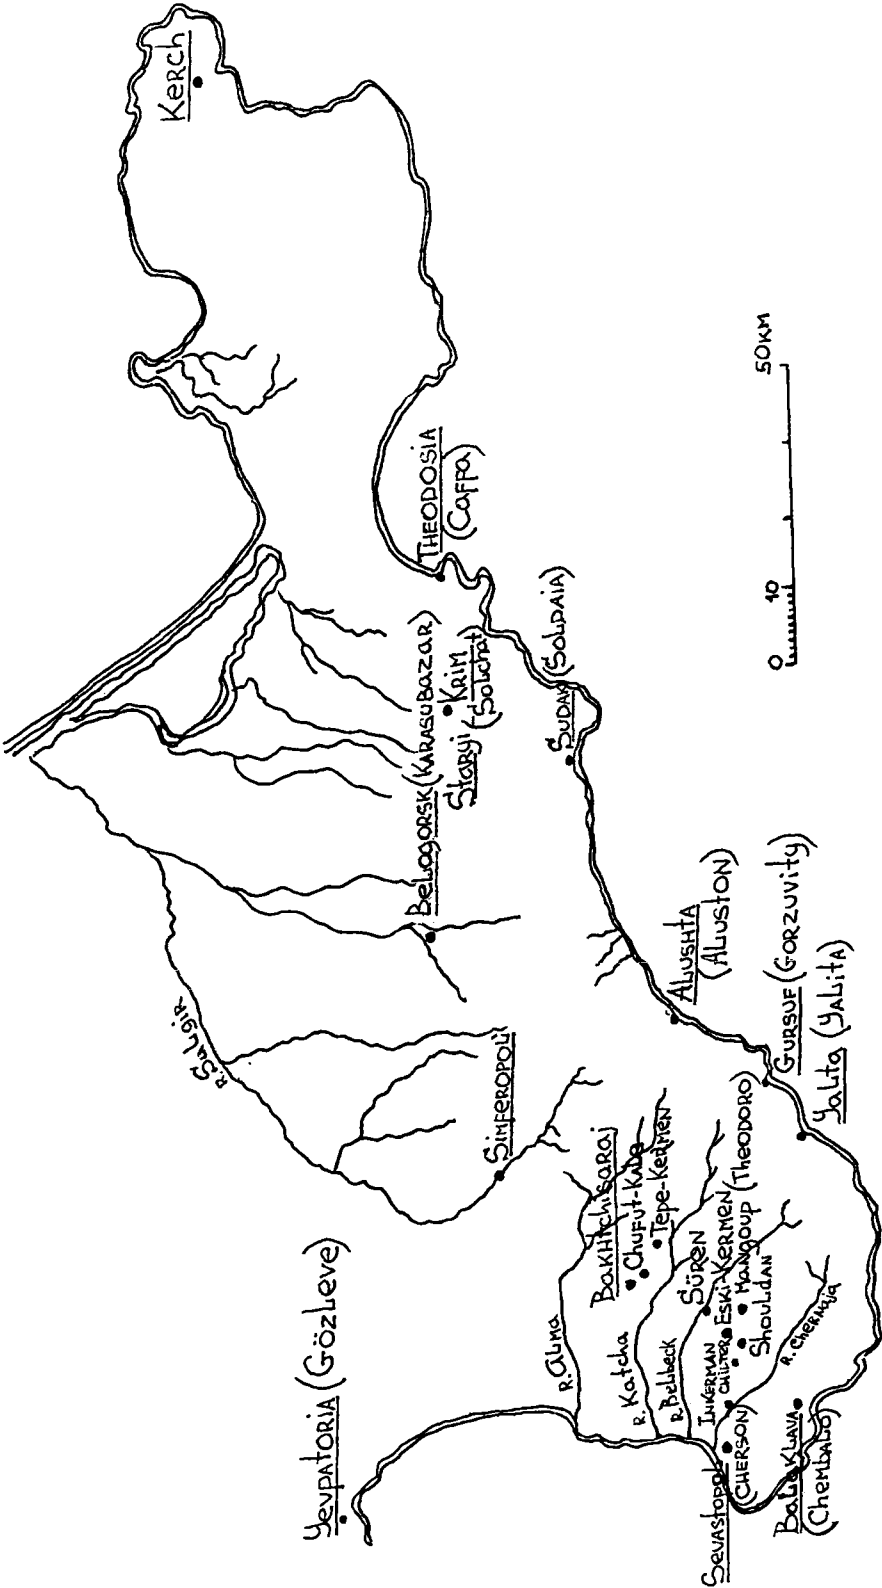 Kerch
THEODOSIA
(CAFFA)
SUDAK (SOLDAIA)
Belogorsk (KARASUBAZAR)
Staryi KRIM
(Solchat)
ALUSHTA
(ALUSTON)
GURSUF (GORZUVITY)
Yalta (YALITA)
R. SALGIR
SIMFEROPOL
Yevpatoria (GÖZLEVE)
R. ALMA
BAKHTCHISARAJ
CHUFUT-KALE
Tepe-Kermen
R. Katcha
R. Belbeck
SÜREN
ESKI-KERMEN
MANGOUP (THEODORO)
SHOULDAN
CHILTER
INKERMAN
R. CHERNAJA
SEVASTOPOL
(CHERSON)
BALAKLAVA
(CHEMBALO)
0 10 50 KM